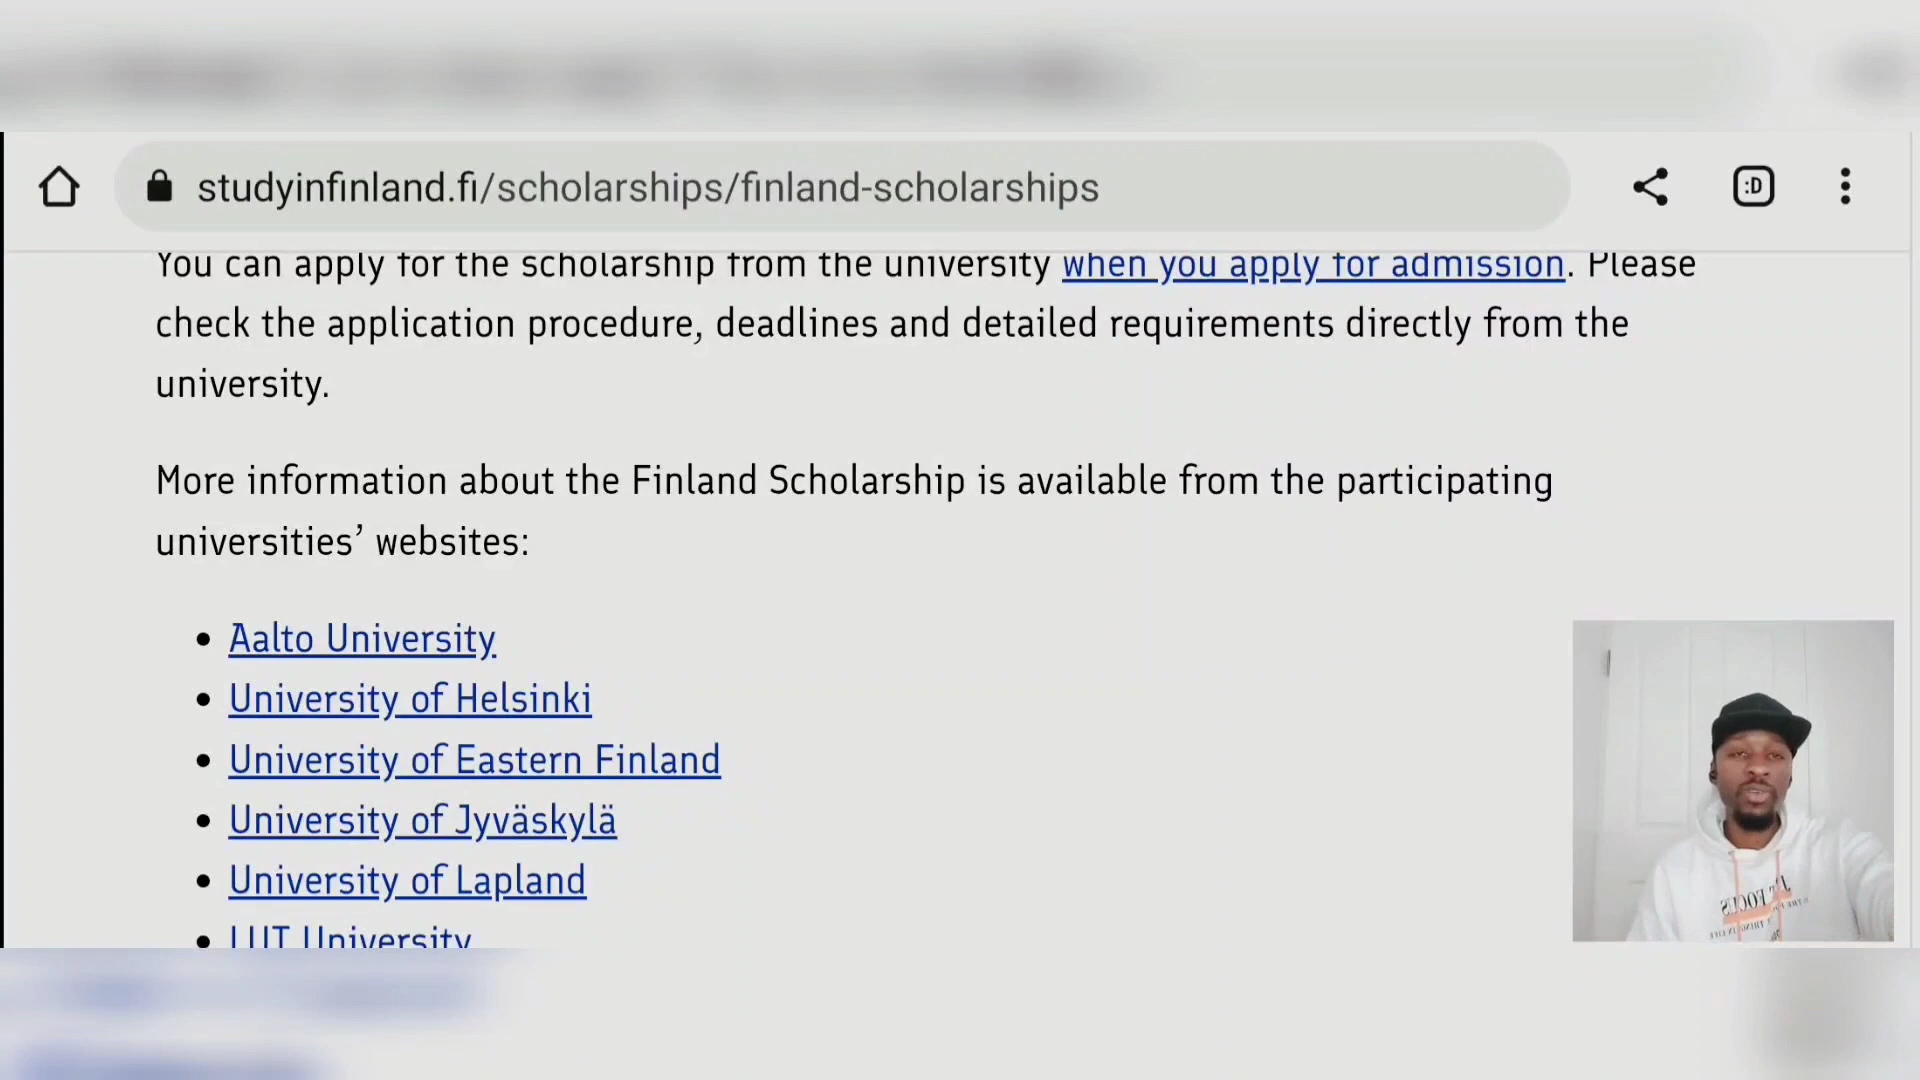 studyinfinland.fi/scholarships/finland-scholarships
:D
You can apply for the scholarship from the university when you apply for admission. Please
check the application procedure, deadlines and detailed requirements directly from the
university.
More information about the Finland Scholarship is available from the participating
universities’ websites:
• Aalto University
• University of Helsinki
• University of Eastern Finland
• University of Jyväskylä
• University of Lapland
• LUT University
FOCUS